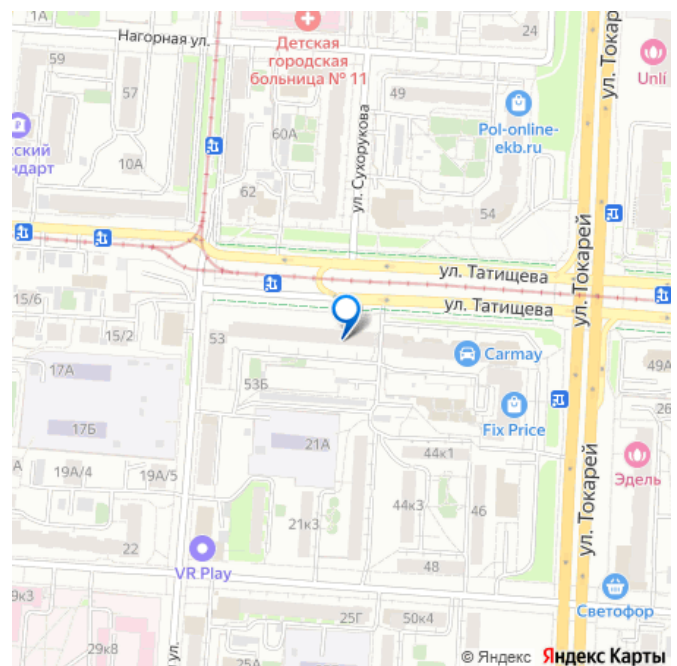 1А
Нагорная ул.
Детская
городская
больница № 11
24
ул. Токарей
Unli
59
57
49
Pol-online-
ekb.ru
ский
ндарт
10А
60А
ул. Сухорукова
62
54
ул. Токарей
ул. Татищева
ул. Татищева
15/6
15/2
53
Carmay
49А
17А
53Б
Fix Price
26
17Б
21А
44к1
Эдель
19А/4
19А/5
44к3
46
ул. Токарей
21к3
22
VR Play
48
Светофор
9к3
25Г
50к4
29к8
ул.
25А
© Яндекс Яндекс Карты